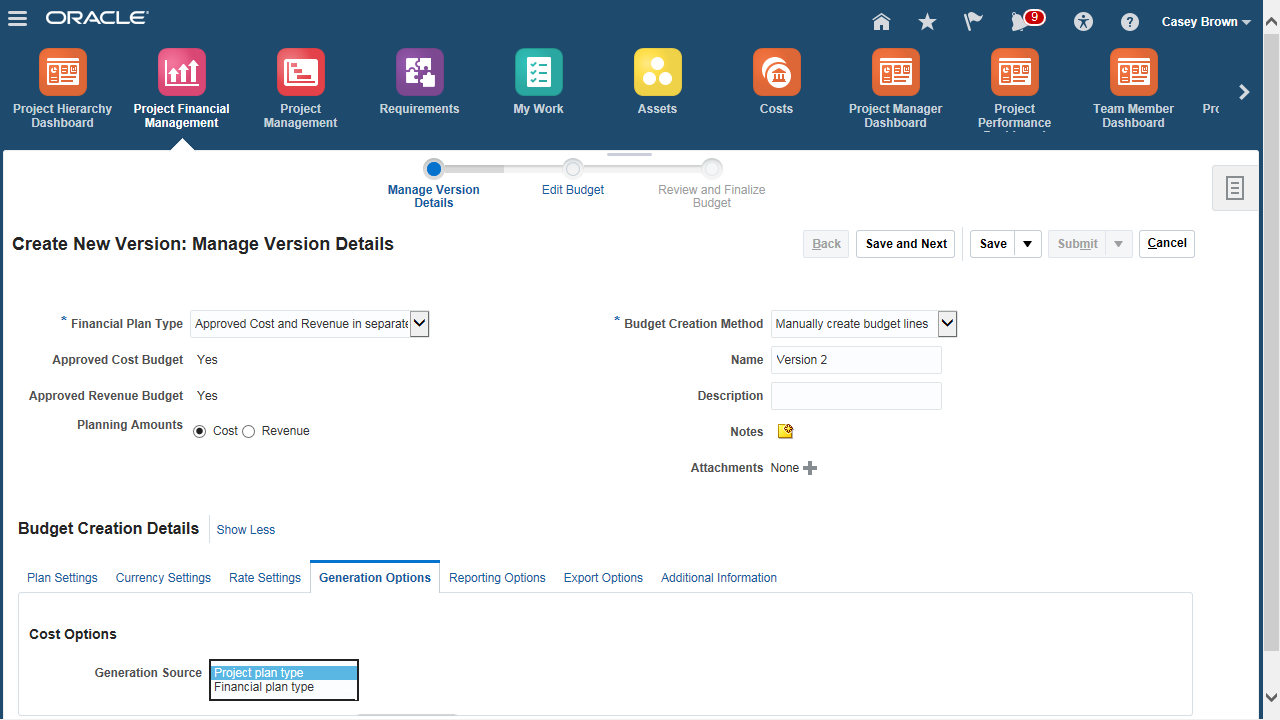 ORACLE
9
Casey Brown
Project Hierarchy
Dashboard
Project Financial
Management
Project
Management
Requirements
My Work
Assets
Costs
Project Manager
Dashboard
Project
Performance
Team Member
Dashboard
Manage Version
Details
Edit Budget
Review and Finalize
Budget
Create New Version: Manage Version Details
Back
Save and Next
Save
Submit
Cancel
* Financial Plan Type Approved Cost and Revenue in separate
Approved Cost Budget Yes
Approved Revenue Budget Yes
Planning Amounts Cost Revenue
* Budget Creation Method Manually create budget lines
Name Version 2
Description
Notes
Attachments None
Budget Creation Details Show Less
Plan Settings Currency Settings Rate Settings Generation Options Reporting Options Export Options Additional Information
Cost Options
Generation Source Project plan type
Financial plan type